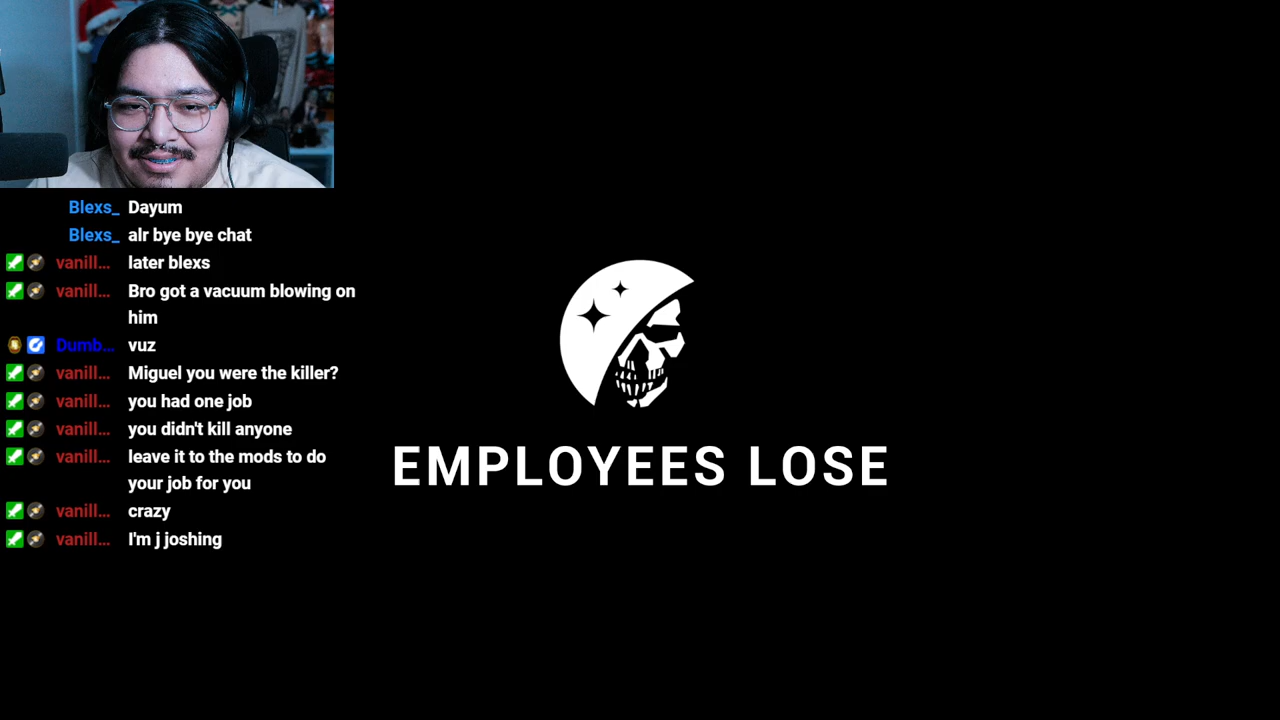 Blexs_ Dayum
Blexs_ alr bye bye chat
vanill... later blexs
vanill... Bro got a vacuum blowing on
him
Dumb... vuz
vanill... Miguel you were the killer?
vanill... you had one job
vanill... you didn't kill anyone
vanill... leave it to the mods to do
your job for you
vanill... crazy
vanill... I'm j joshing
EMPLOYEES LOSE